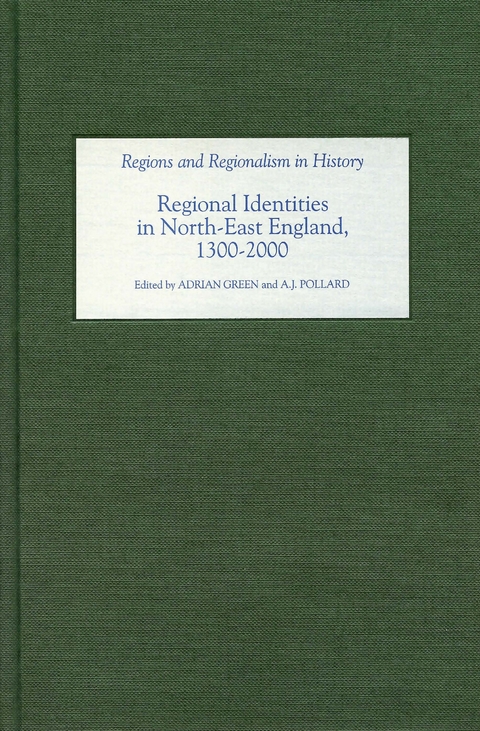 Regions and Regionalism in History
Regional Identities
in North-East England,
1300-2000
Edited by ADRIAN GREEN and A.J. POLLARD